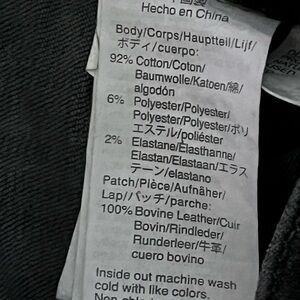 Hecho en China
Body/Corps/Hauptteil/Lijf/
ボディ/cuerpo:
92% Cotton/Coton/
Baumwolle/Katoen/綿/
algodón
6% Polyester/Polyester/
Polyester/Polyester/ポリ
エステル/poliéster
2% Elastane/Élasthanne/
Elastan/Elastaan/エラス
テーン/elastano
Patch/Pièce/Aufnäher/
Lap/パッチ/parche:
100% Bovine Leather/Cuir
Bovin/Rindleder/
Runderleer/牛革/
cuero bovino
Inside out machine wash
cold with like colors.